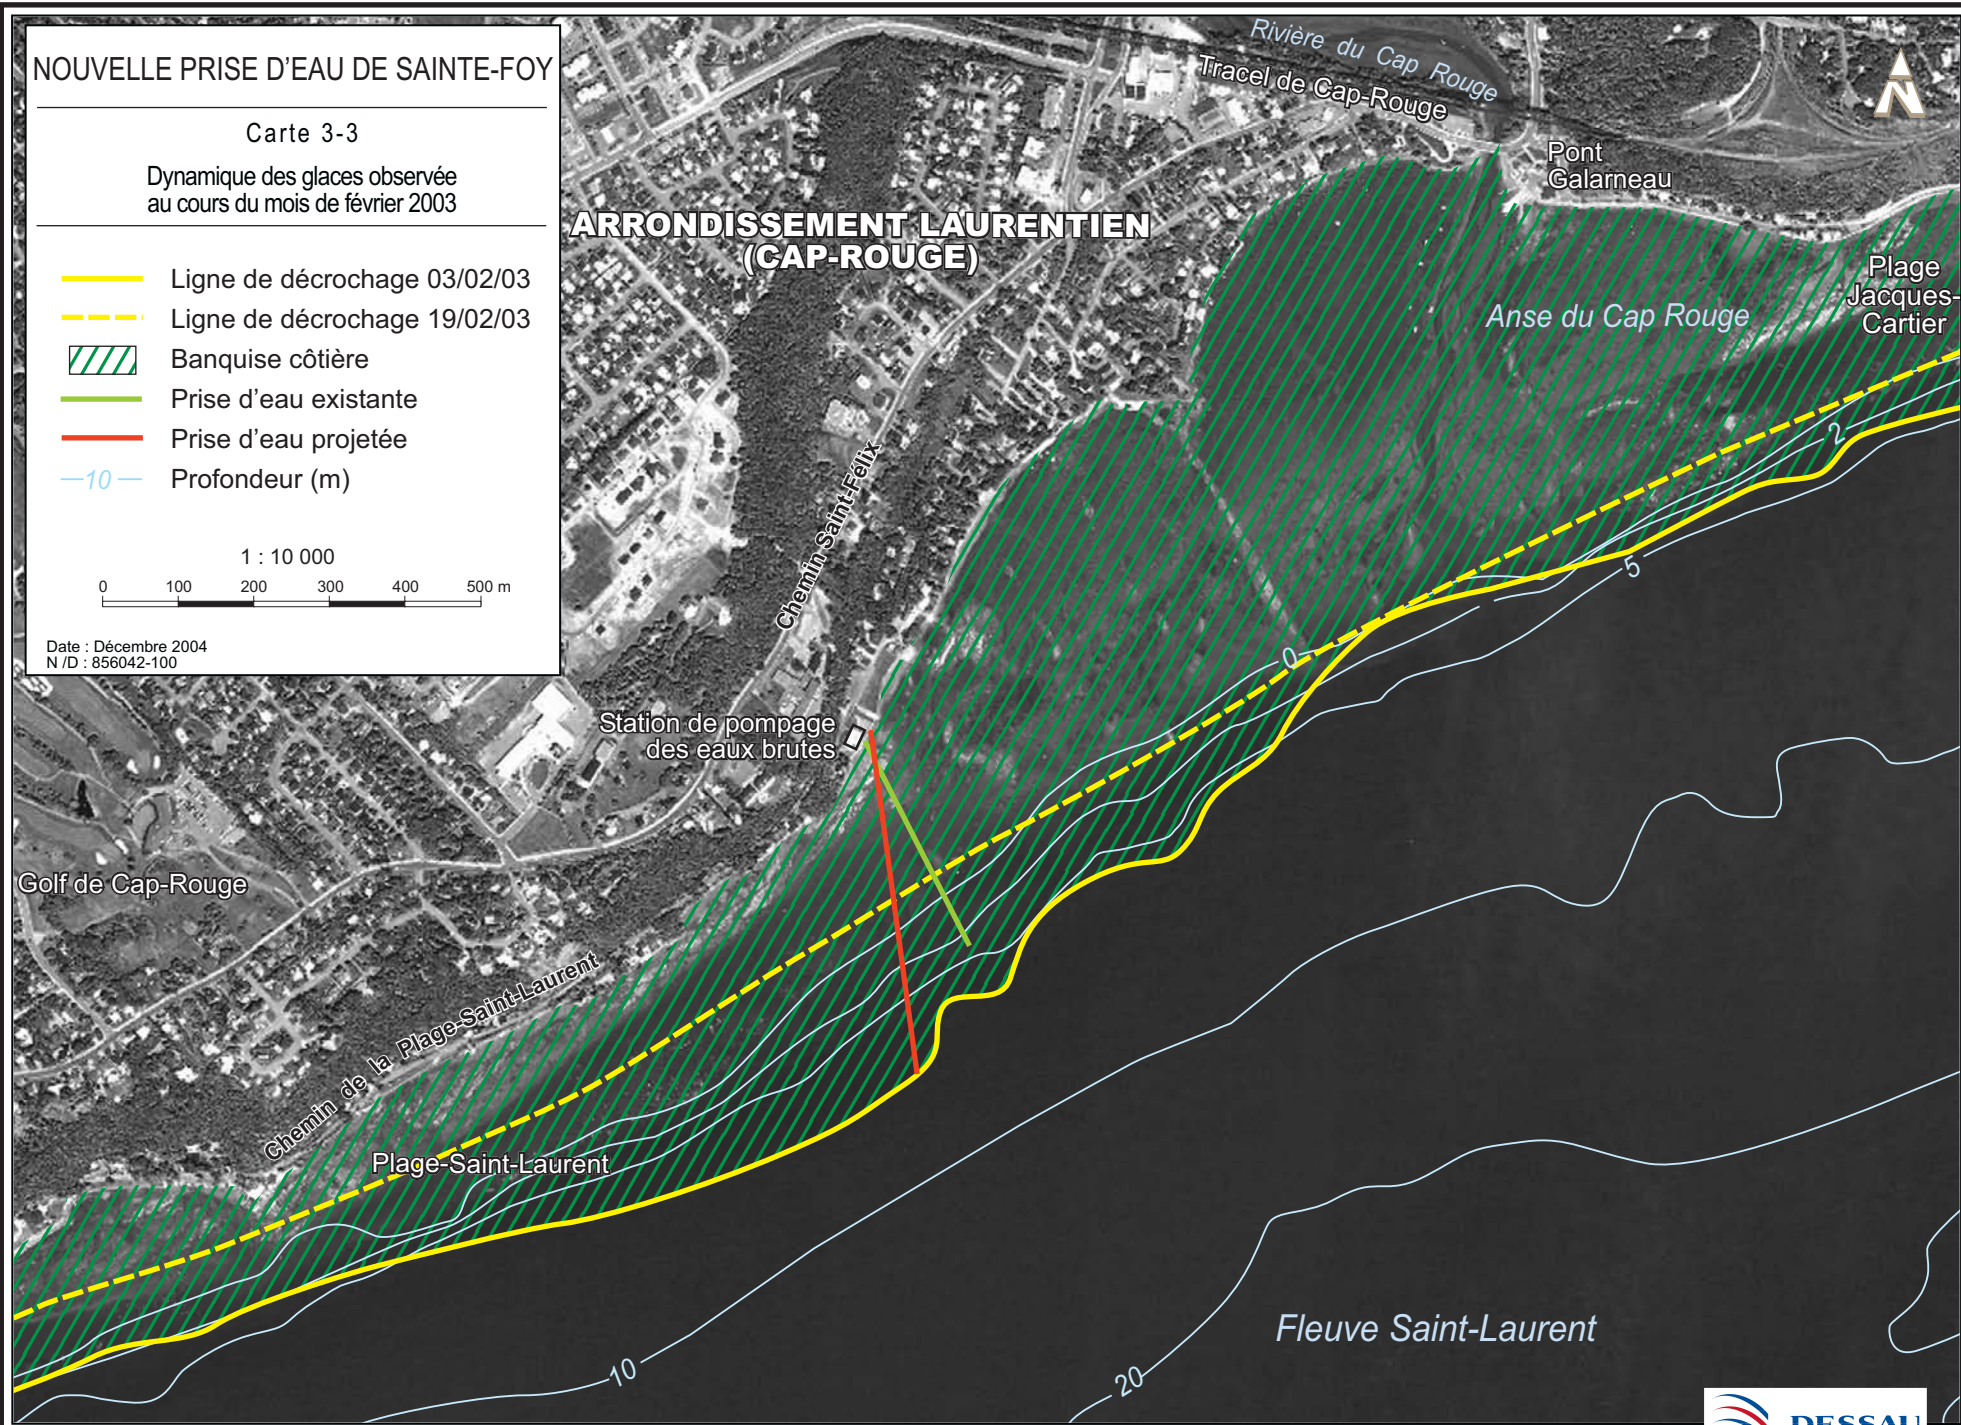 NOUVELLE PRISE D'EAU DE SAINTE-FOY
Carte 3-3
Dynamique des glaces observée
au cours du mois de février 2003
Ligne de décrochage 03/02/03
Ligne de décrochage 19/02/03
Banquise côtière
Prise d'eau existante
Prise d'eau projetée
10
Profondeur (m)
1 : 10 000
0 100 200 300 400 500 m
Date : Décembre 2004
N /D : 856042-100
Rivière du Cap Rouge
Tracel de Cap-Rouge
N
Pont
Galarneau
ARRONDISSEMENT LAURENTIEN
(CAP-ROUGE)
Plage
Jacques-
Cartier
Anse du Cap Rouge
2
Chemin Saint-Félix
5
0
Station de pompage
des eaux brutes
Golf de Cap-Rouge
Chemin de la Plage-Saint-Laurent
Plage-Saint-Laurent
Fleuve Saint-Laurent
10
20
DESSAU